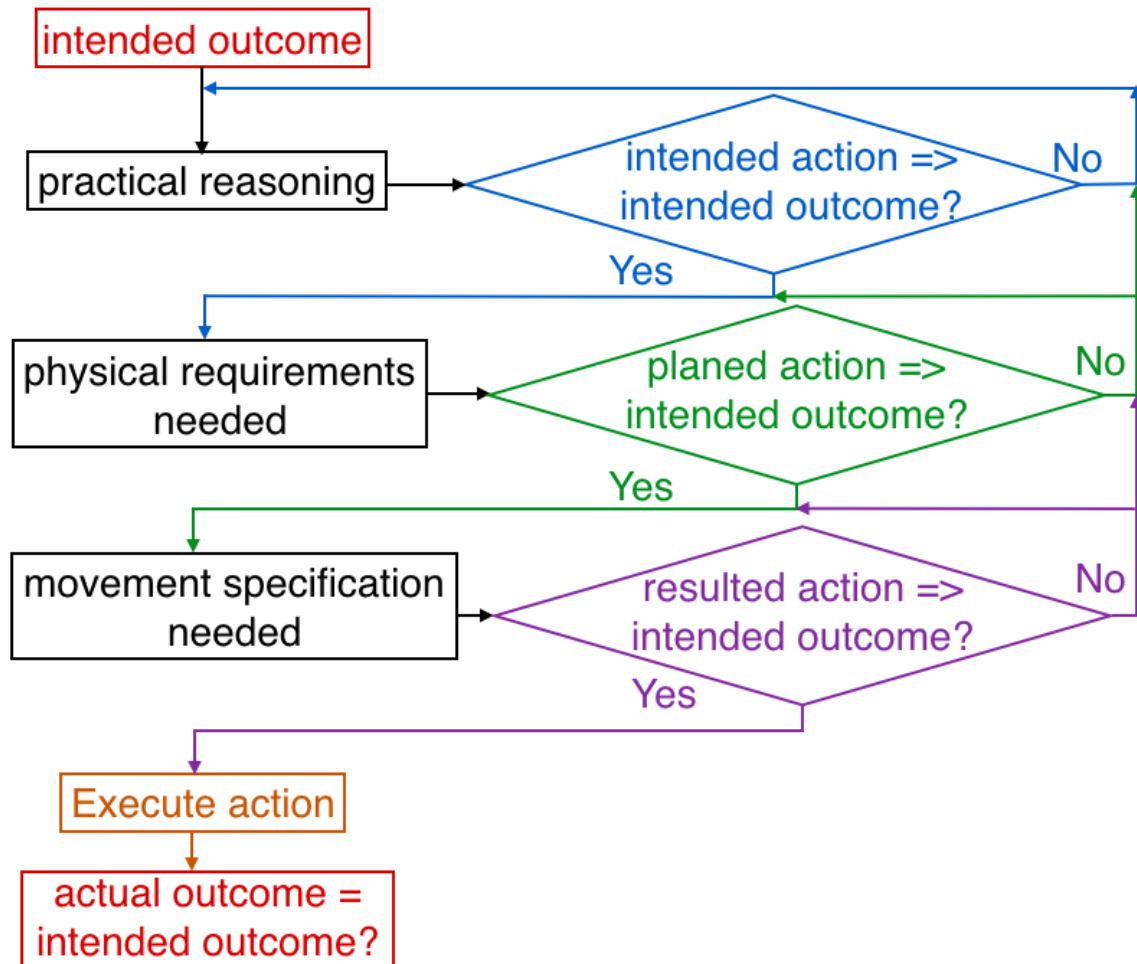 intended outcome
practical reasoning
intended action =>
intended outcome?
No
Yes
physical requirements
needed
planed action =>
intended outcome?
No
Yes
movement specification
needed
resulted action =>
intended outcome?
No
Yes
Execute action
actual outcome =
intended outcome?